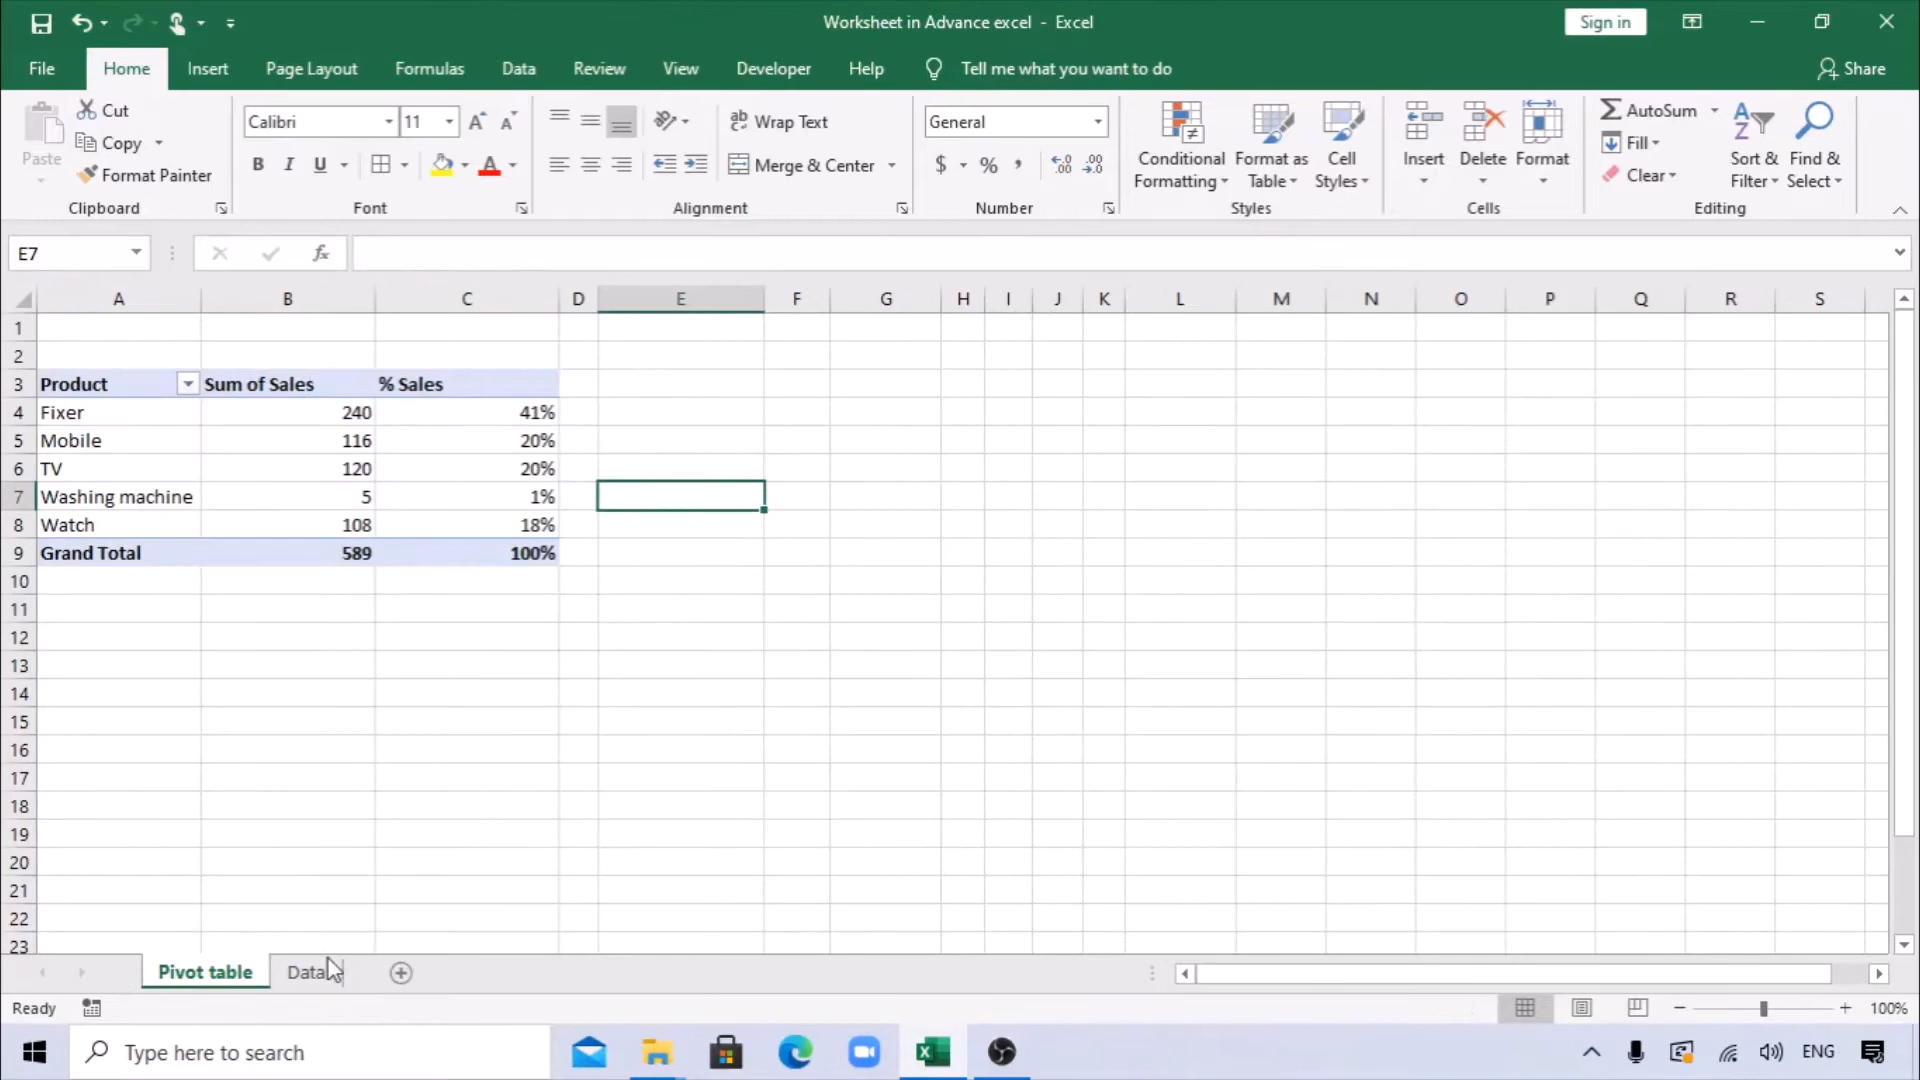 Worksheet in Advance excel - Excel
Sign in
File Home Insert Page Layout Formulas Data Review View Developer Help Tell me what you want to do Share
Paste
Cut
Copy
Format Painter
Clipboard
Calibri 11
B I U A
Font
Wrap Text
Merge & Center
Alignment
General
$ % ,
Number
Conditional Formatting
Format as Table
Cell Styles
Styles
Insert Delete Format
Cells
AutoSum
Fill
Clear
Sort & Filter
Find & Select
Editing
E7 fx
A B C D E F G H I J K L M N O P Q R S
1
2
3 Product Sum of Sales % Sales
4 Fixer 240 41%
5 Mobile 116 20%
6 TV 120 20%
7 Washing machine 5 1%
8 Watch 108 18%
9 Grand Total 589 100%
10
11
12
13
14
15
16
17
18
19
20
21
22
23
Pivot table Data
Ready 100%
Type here to search ENG